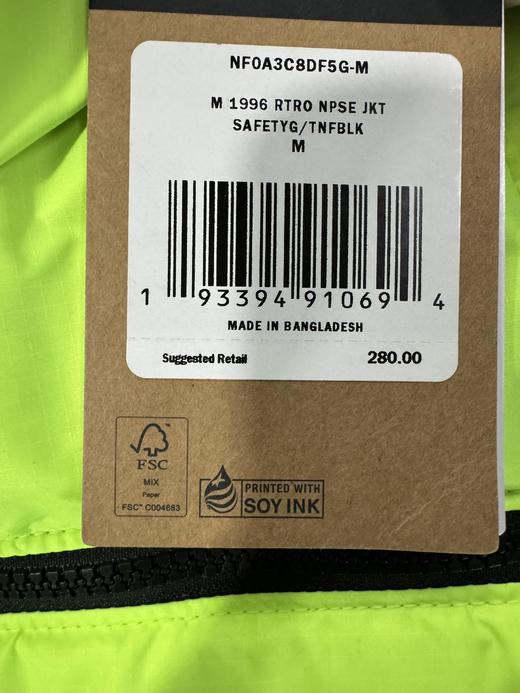 NF0A3C8DF5G-M
M 1996 RTRO NPSE JKT
SAFETYG/TNFBLK
M
1 93394 91069 4
MADE IN BANGLADESH
Suggested Retail 280.00
FSC
MIX
Paper
FSC™ C004683
PRINTED WITH
SOY INK